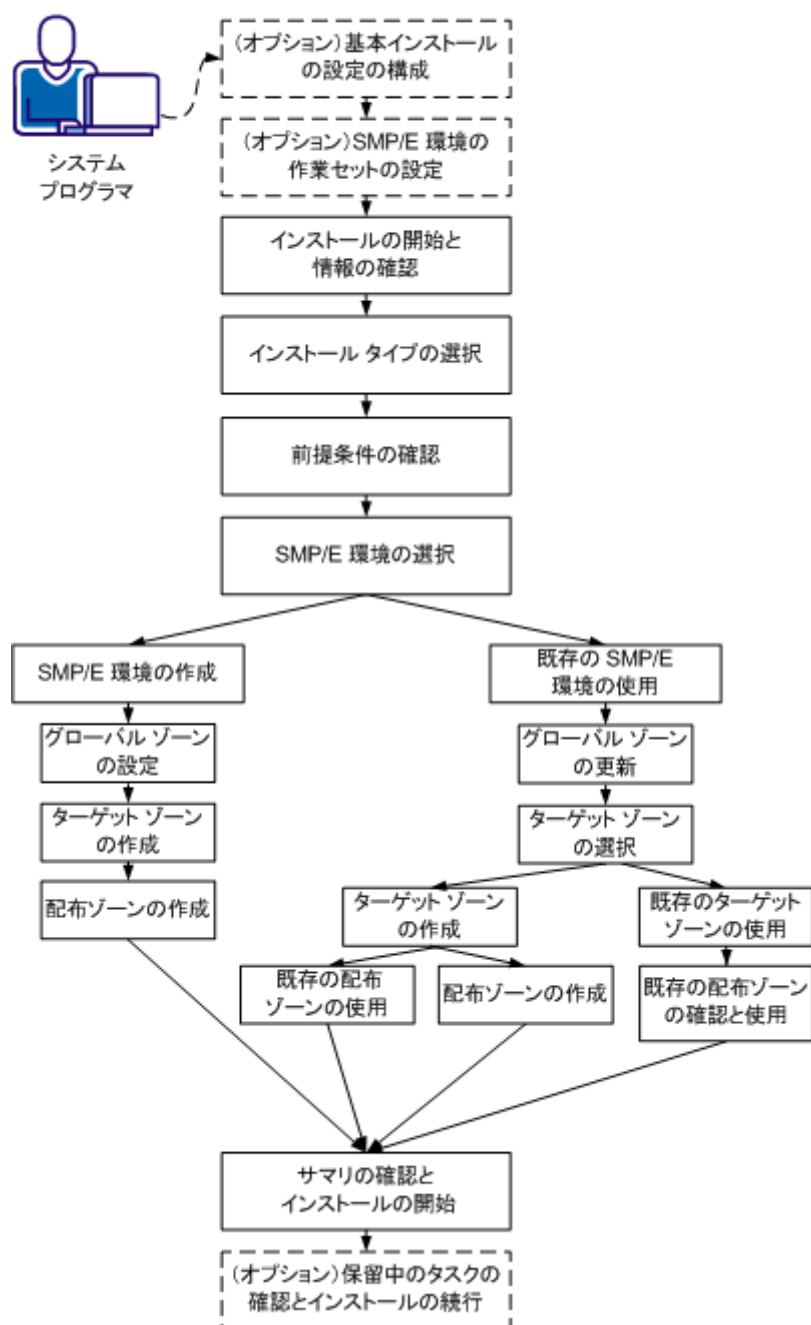 (オプション)基本インストール
の設定の構成
システム
プログラマ
(オプション)SMP/E 環境の
作業セットの設定
インストールの開始と
情報の確認
インストール タイプの選択
前提条件の確認
SMP/E 環境の選択
SMP/E 環境の作成
既存の SMP/E
環境の使用
グローバル ゾーン
の設定
グローバル ゾーン
の更新
ターゲット ゾーン
の作成
ターゲット ゾーン
の選択
配布ゾーンの作成
ターゲット ゾーン
の作成
既存のターゲット
ゾーンの使用
既存の配布
ゾーンの使用
配布ゾーンの作成
既存の配布ゾーン
の確認と使用
サマリの確認と
インストールの開始
(オプション)保留中のタスクの
確認とインストールの続行